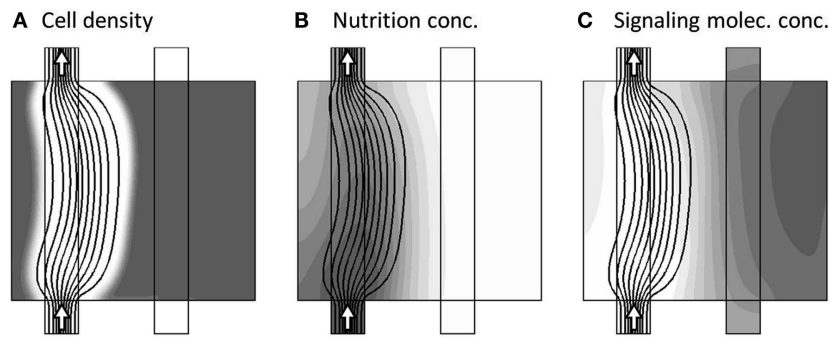 A Cell density
B Nutrition conc.
C Signaling molec. conc.